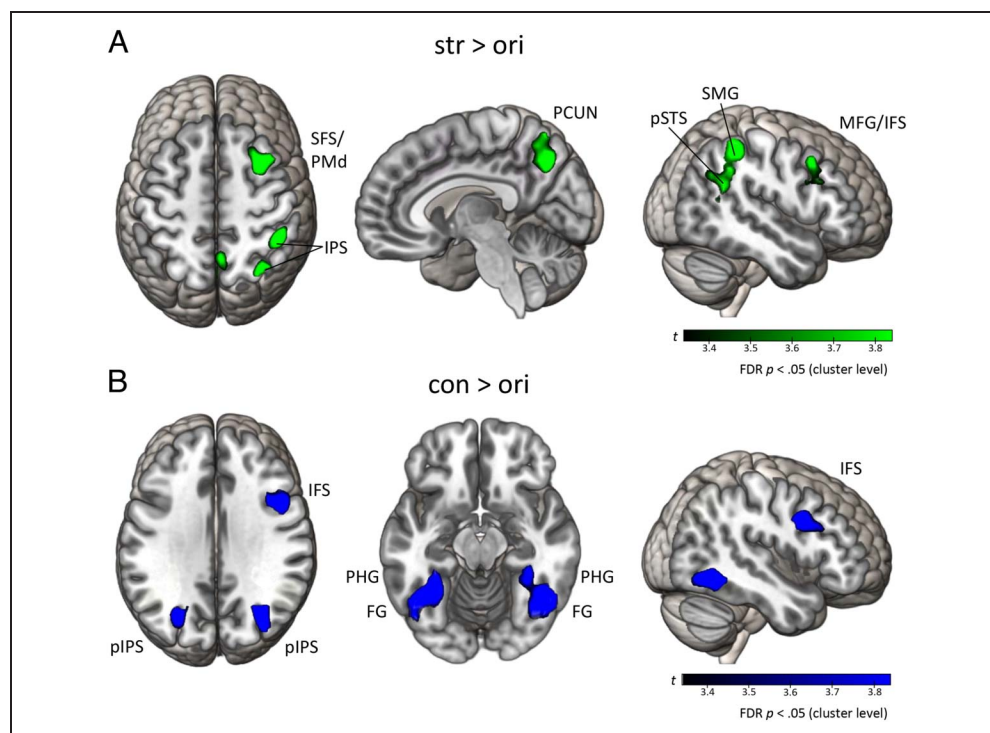 A
str > ori
SFS/
PMd
IPS
PCUN
SMG
pSTS
MFG/IFS
t
3.4 3.5 3.6 3.7 3.8
FDR p < .05 (cluster level)
B
con > ori
IFS
pIPS pIPS
PHG PHG
FG FG
IFS
t
3.4 3.5 3.6 3.7 3.8
FDR p < .05 (cluster level)